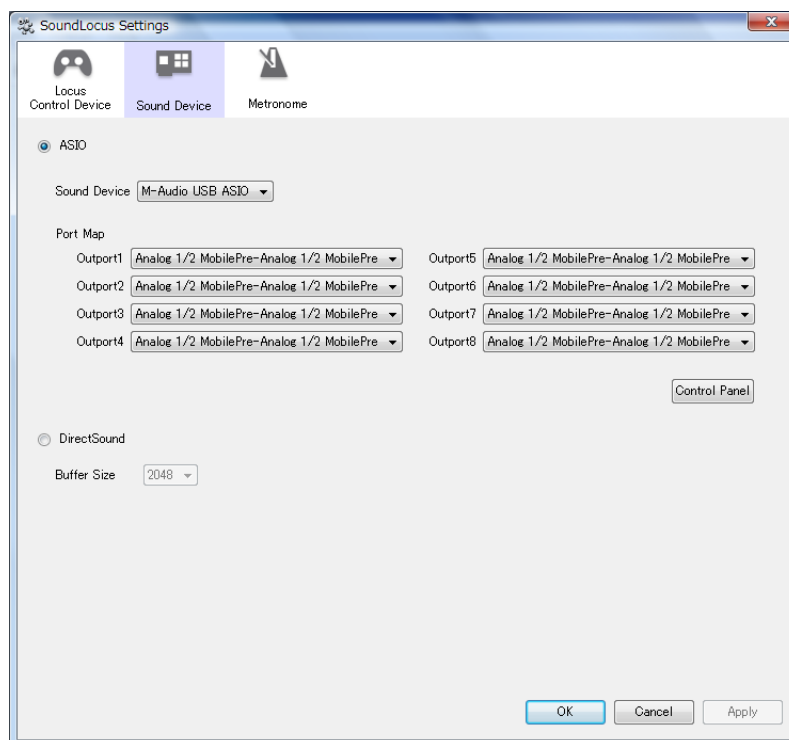 SoundLocus Settings
Locus
Control Device
Sound Device
Metronome
ASIO
Sound Device M-Audio USB ASIO
Port Map
Outport1 Analog 1/2 MobilePre-Analog 1/2 MobilePre
Outport5 Analog 1/2 MobilePre-Analog 1/2 MobilePre
Outport2 Analog 1/2 MobilePre-Analog 1/2 MobilePre
Outport6 Analog 1/2 MobilePre-Analog 1/2 MobilePre
Outport3 Analog 1/2 MobilePre-Analog 1/2 MobilePre
Outport7 Analog 1/2 MobilePre-Analog 1/2 MobilePre
Outport4 Analog 1/2 MobilePre-Analog 1/2 MobilePre
Outport8 Analog 1/2 MobilePre-Analog 1/2 MobilePre
Control Panel
DirectSound
Buffer Size 2048
OK
Cancel
Apply